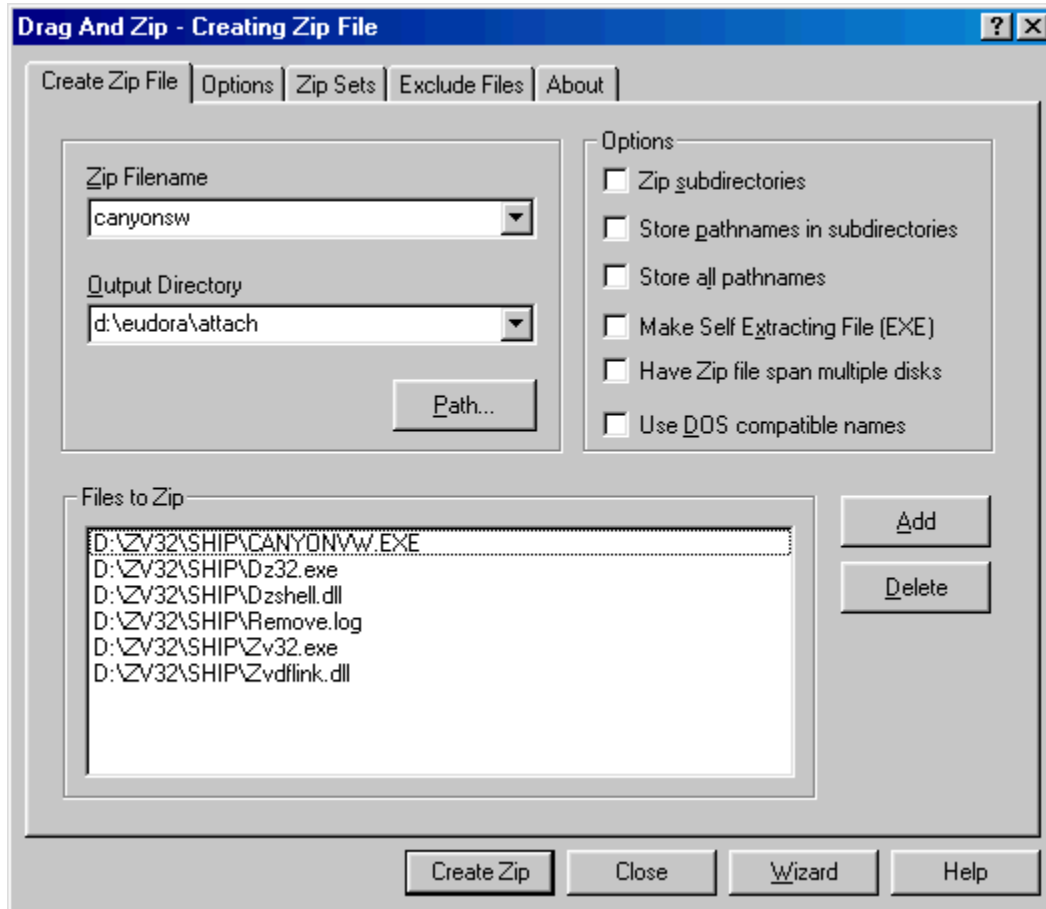 Drag And Zip - Creating Zip File
Create Zip File
Options
Zip Sets
Exclude Files
About
Zip Filename
canyonsw
Output Directory
d:\eudora\attach
Path...
Options
Zip subdirectories
Store pathnames in subdirectories
Store all pathnames
Make Self Extracting File (EXE)
Have Zip file span multiple disks
Use DOS compatible names
Files to Zip
D:\ZV32\SHIP\CANYONVW.EXE
D:\ZV32\SHIP\Dz32.exe
D:\ZV32\SHIP\Dzshell.dll
D:\ZV32\SHIP\Remove.log
D:\ZV32\SHIP\Zv32.exe
D:\ZV32\SHIP\Zvdflink.dll
Add
Delete
Create Zip
Close
Wizard
Help